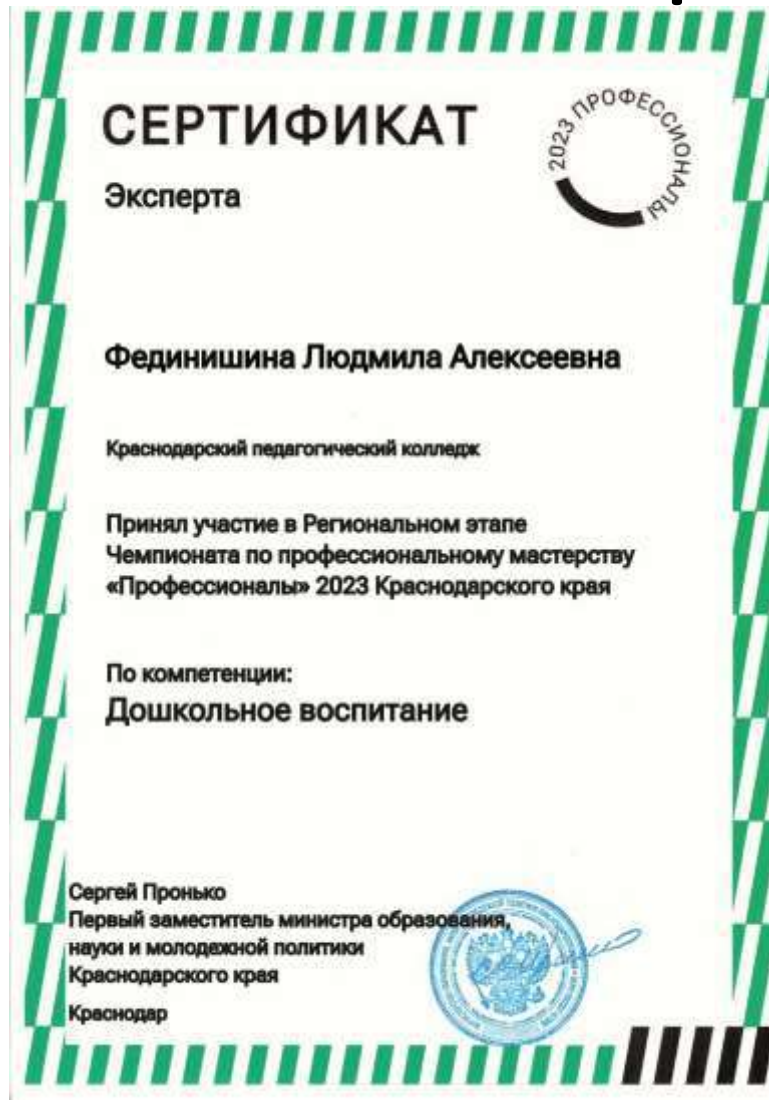 СЕРТИФИКАТ
2023 ПРОФЕССИОНАЛЫ
Эксперта
Фединишина Людмила Алексеевна
Краснодарский педагогический колледж
Принял участие в Региональном этапе
Чемпионата по профессиональному мастерству
«Профессионалы» 2023 Краснодарского края
По компетенции:
Дошкольное воспитание
Сергей Пронько
Первый заместитель министра образования,
науки и молодежной политики
Краснодарского края
Краснодар